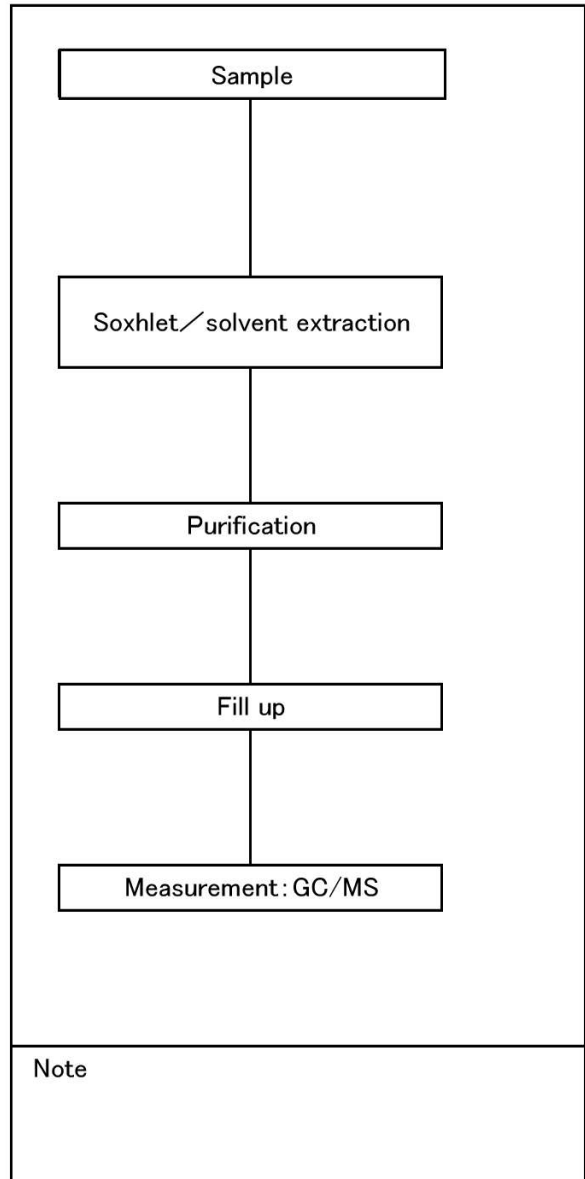 Sample
Soxhlet／solvent extraction
Purification
Fill up
Measurement：GC/MS
Note